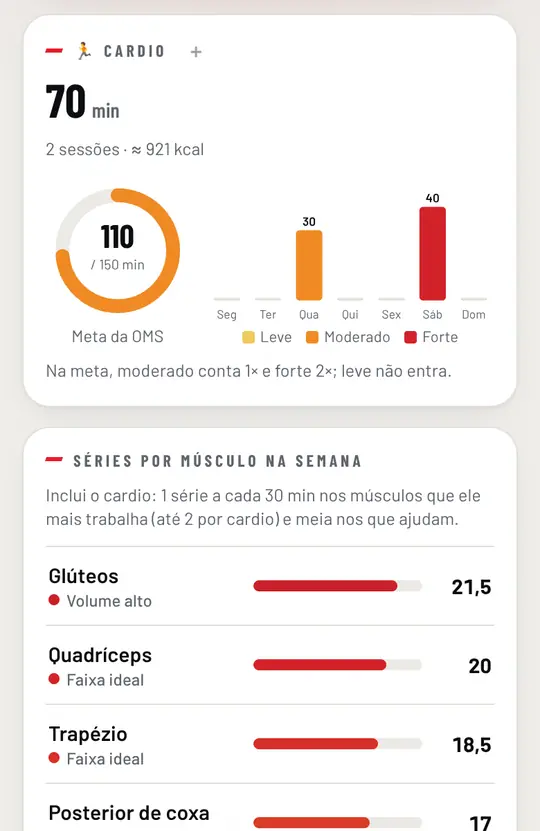 CARDIO +
70 min
2 sessões · ≈ 921 kcal
110
/ 150 min
Meta da OMS
30
40
Seg Ter Qua Qui Sex Sáb Dom
Leve Moderado Forte
Na meta, moderado conta 1× e forte 2×; leve não entra.
SÉRIES POR MÚSCULO NA SEMANA
Inclui o cardio: 1 série a cada 30 min nos músculos que ele
mais trabalha (até 2 por cardio) e meia nos que ajudam.
Glúteos
Volume alto
21,5
Quadríceps
Faixa ideal
20
Trapézio
Faixa ideal
18,5
Posterior de coxa
17